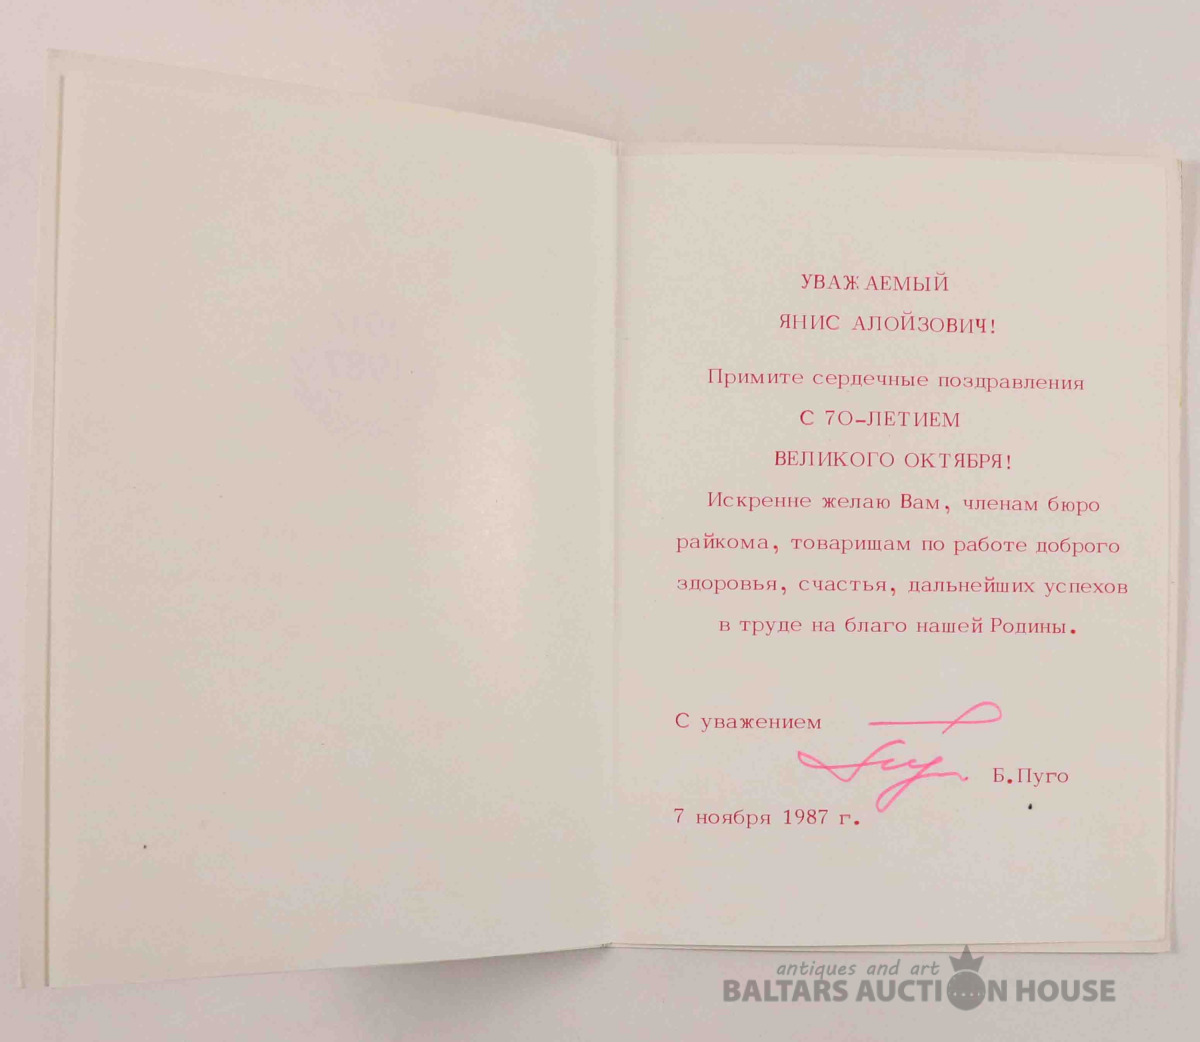 УВАЖАЕМЫЙ
ЯНИС АЛОЙЗОВИЧ!
Примите сердечные поздравления
С 70-ЛЕТИЕМ
ВЕЛИКОГО ОКТЯБРЯ!
Искренне желаю Вам, членам бюро
райкома, товарищам по работе доброго
здоровья, счастья, дальнейших успехов
в труде на благо нашей Родины.
С уважением
Б.Пуго
7 ноября 1987 г.
antiques and art
BALTARS AUCTION HOUSE